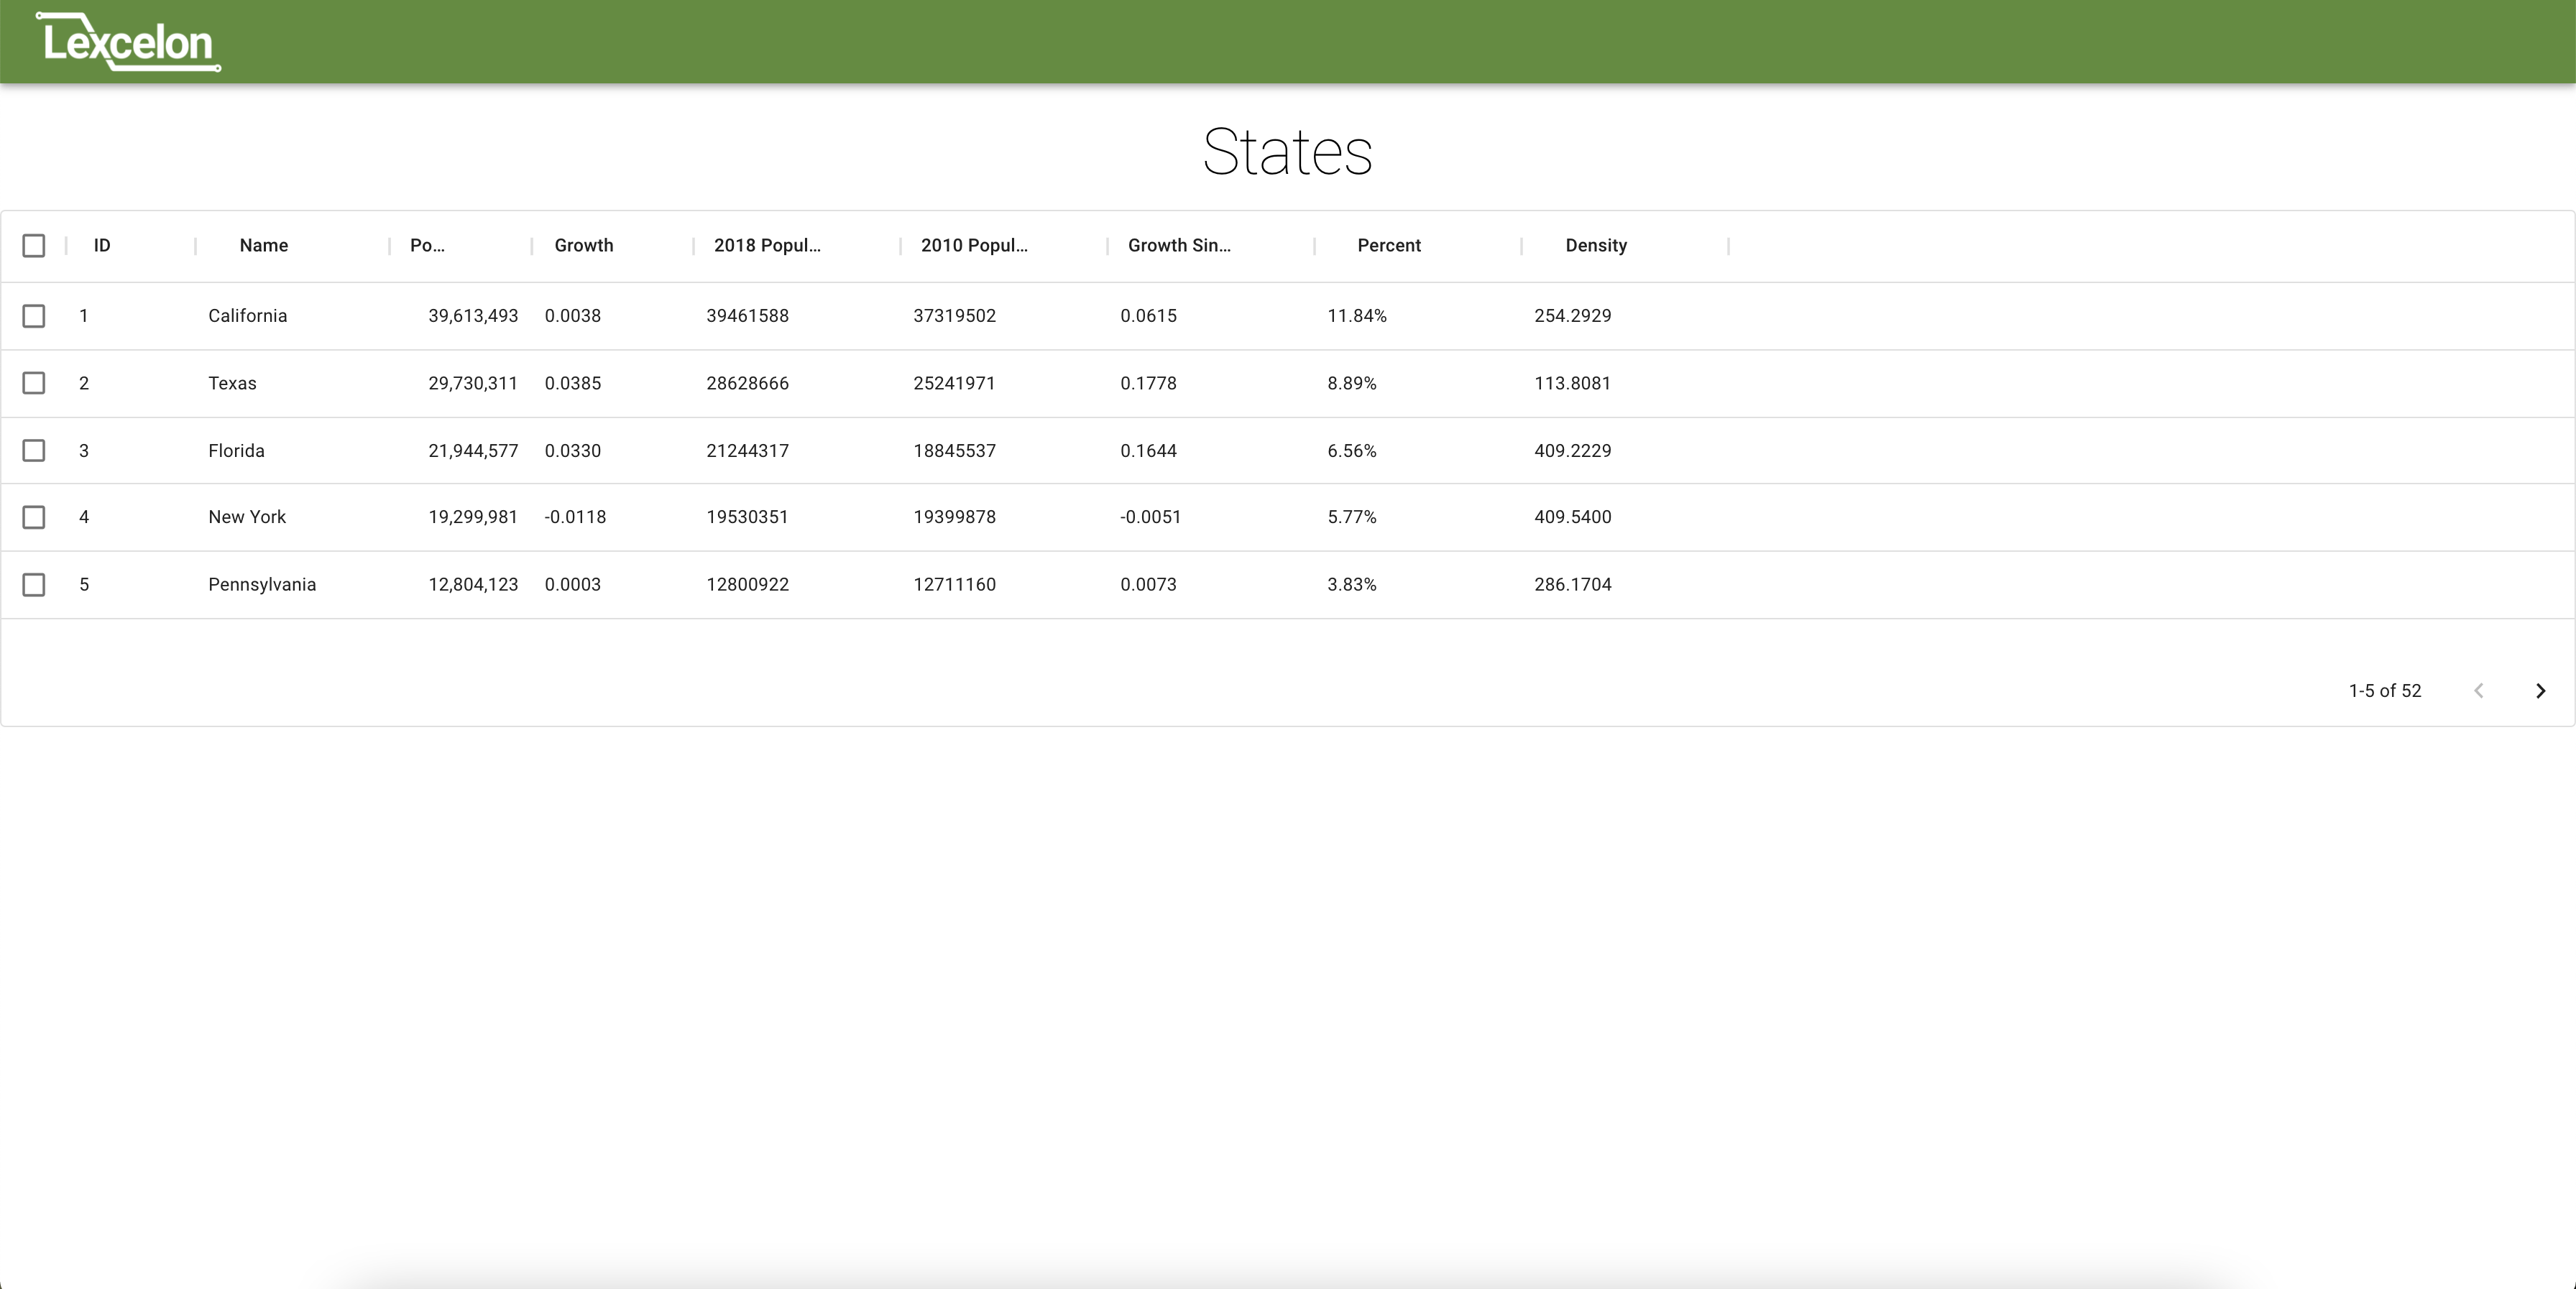 Lexcelon
States
ID Name Po... Growth 2018 Popul... 2010 Popul... Growth Sin... Percent Density
1 California 39,613,493 0.0038 39461588 37319502 0.0615 11.84% 254.2929
2 Texas 29,730,311 0.0385 28628666 25241971 0.1778 8.89% 113.8081
3 Florida 21,944,577 0.0330 21244317 18845537 0.1644 6.56% 409.2229
4 New York 19,299,981 -0.0118 19530351 19399878 -0.0051 5.77% 409.5400
5 Pennsylvania 12,804,123 0.0003 12800922 12711160 0.0073 3.83% 286.1704
1-5 of 52